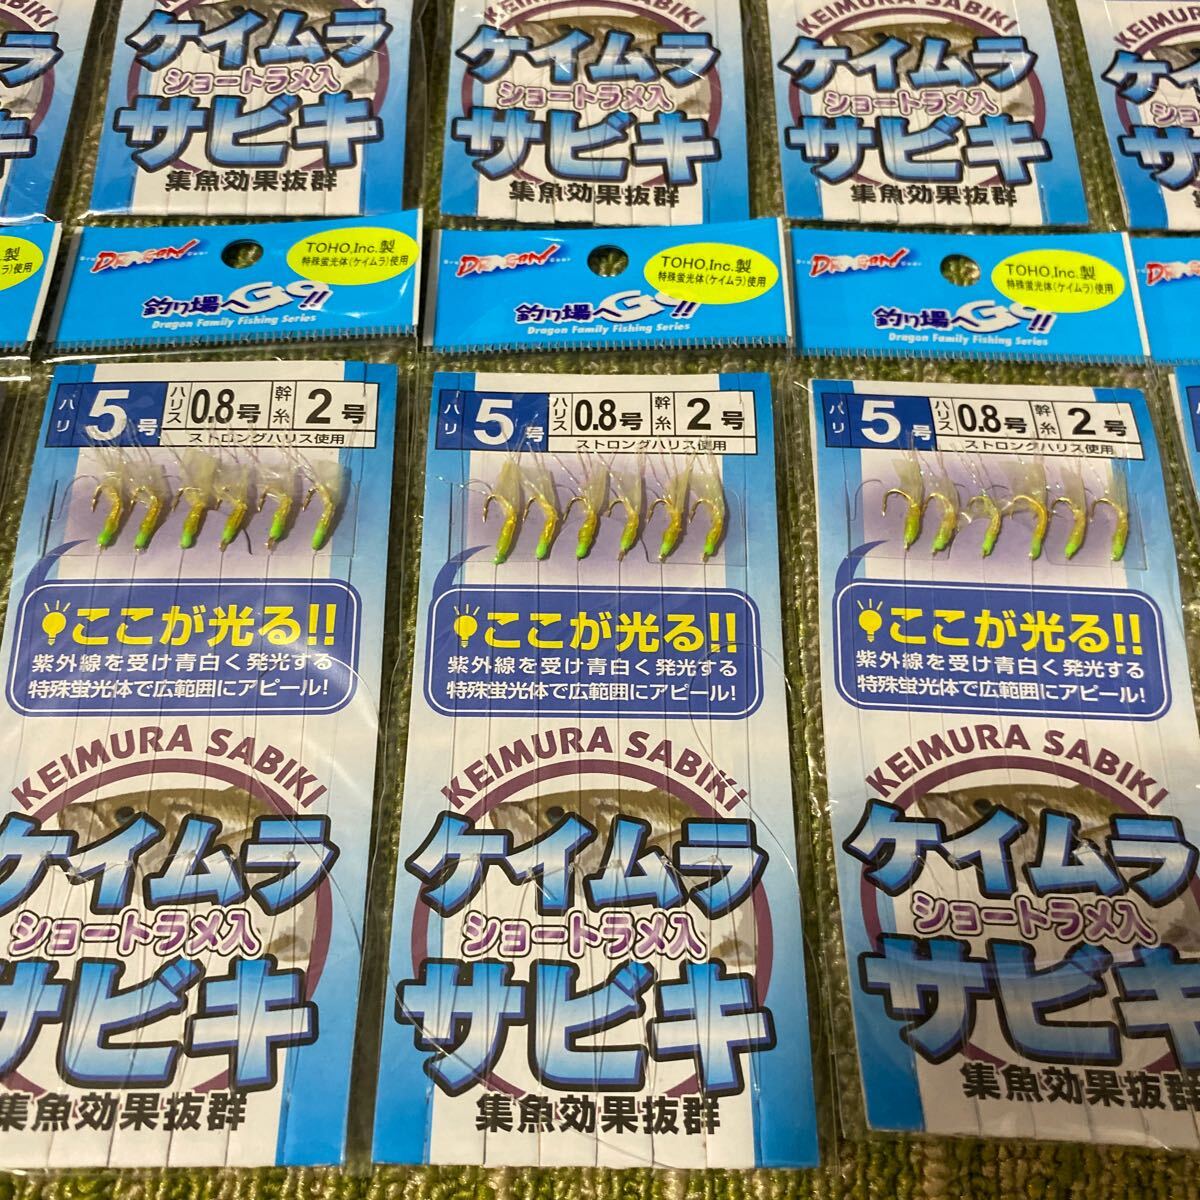 ケイムラ
ショートラメ入
サビキ
集魚効果抜群
KEIMURA SABIKI
ケイムラ
ショートラメ入
サビキ
集魚効果抜群
KEIMURA SABIKI
ケイムラ
ショートラメ入
サビキ
集魚効果抜群
DRAGON
TOHO,Inc.製
特殊蛍光体(ケイムラ)使用
釣り場へGO!!
Dragon Family Fishing Series
DRAGON
TOHO,Inc.製
特殊蛍光体(ケイムラ)使用
釣り場へGO!!
Dragon Family Fishing Series
DRAGON
TOHO,Inc.製
特殊蛍光体(ケイムラ)使用
釣り場へGO!!
Dragon Family Fishing Series
ハリ 5号 ハリス 0.8号 幹糸 2号
ストロングハリス使用
ここが光る!!
紫外線を受け青白く発光する
特殊蛍光体で広範囲にアピール!
KEIMURA SABIKI
ケイムラ
ショートラメ入
サビキ
集魚効果抜群
ハリ 5号 ハリス 0.8号 幹糸 2号
ストロングハリス使用
ここが光る!!
紫外線を受け青白く発光する
特殊蛍光体で広範囲にアピール!
KEIMURA SABIKI
ケイムラ
ショートラメ入
サビキ
集魚効果抜群
ハリ 5号 ハリス 0.8号 幹糸 2号
ストロングハリス使用
ここが光る!!
紫外線を受け青白く発光する
特殊蛍光体で広範囲にアピール!
KEIMURA SABIKI
ケイムラ
ショートラメ入
サビキ
集魚効果抜群